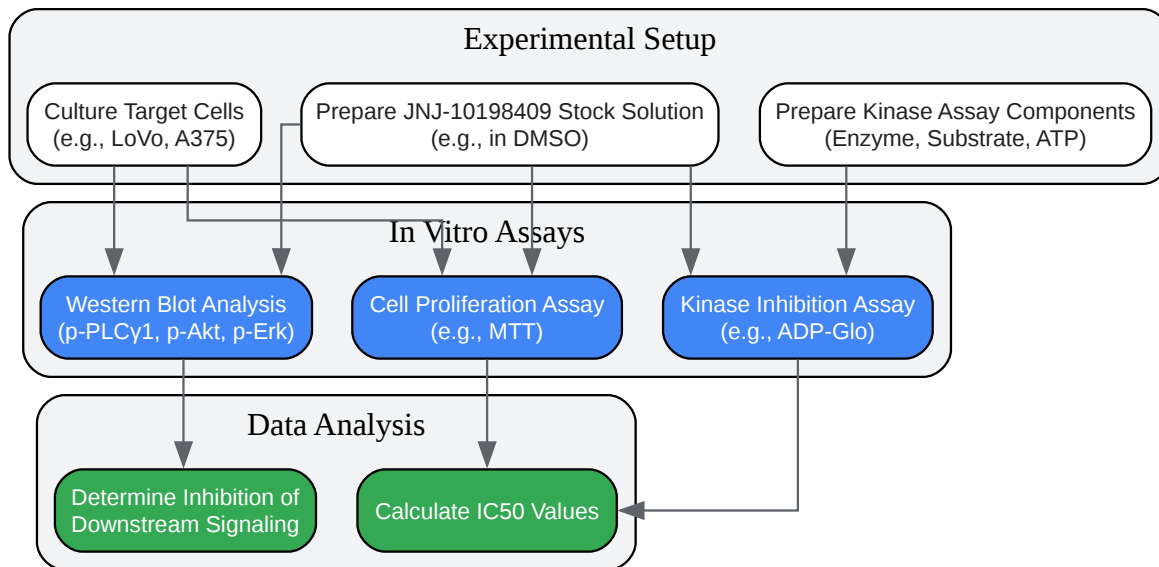 Experimental Setup
Culture Target Cells
(e.g., LoVo, A375)
Prepare JNJ-10198409 Stock Solution
(e.g., in DMSO)
Prepare Kinase Assay Components
(Enzyme, Substrate, ATP)
In Vitro Assays
Western Blot Analysis
(p-PLCγ1, p-Akt, p-Erk)
Cell Proliferation Assay
(e.g., MTT)
Kinase Inhibition Assay
(e.g., ADP-Glo)
Data Analysis
Determine Inhibition of
Downstream Signaling
Calculate IC50 Values